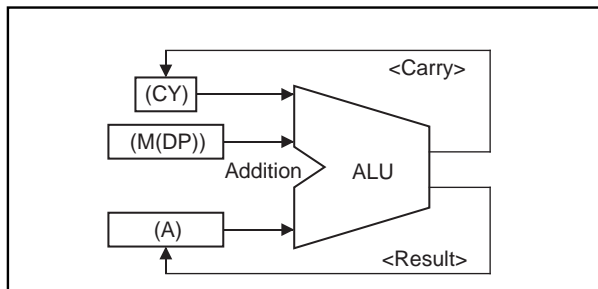 <Carry>
(CY)
(M(DP))
Addition
ALU
(A)
<Result>